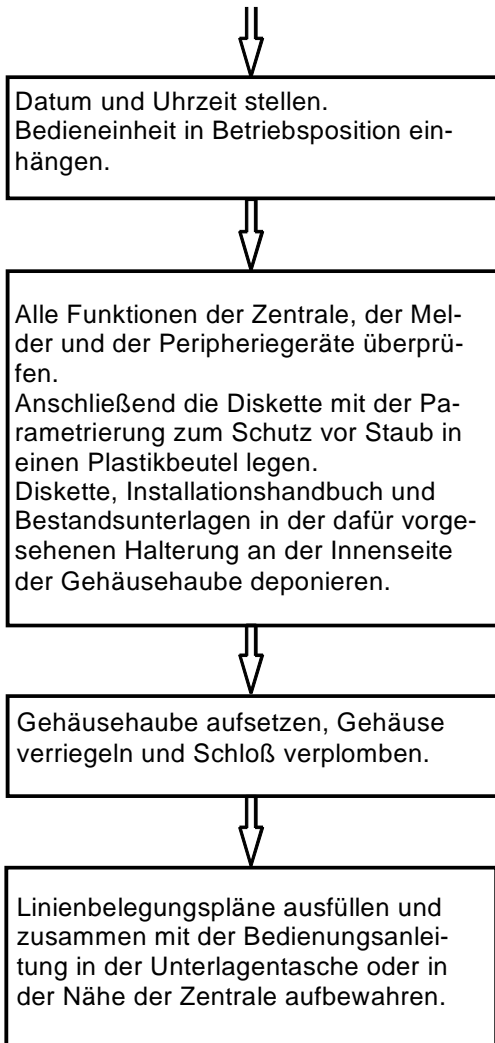 Datum und Uhrzeit stellen.
Bedieneinheit in Betriebsposition ein-
hängen.
Alle Funktionen der Zentrale, der Mel-
der und der Peripheriegeräte überprü-
fen.
Anschließend die Diskette mit der Pa-
rametrierung zum Schutz vor Staub in
einen Plastikbeutel legen.
Diskette, Installationshandbuch und
Bestandsunterlagen in der dafür vorge-
sehenen Halterung an der Innenseite
der Gehäusehaube deponieren.
Gehäusehaube aufsetzen, Gehäuse
verriegeln und Schloß verplomben.
Linienbelegungspläne ausfüllen und
zusammen mit der Bedienungsanlei-
tung in der Unterlagentasche oder in
der Nähe der Zentrale aufbewahren.